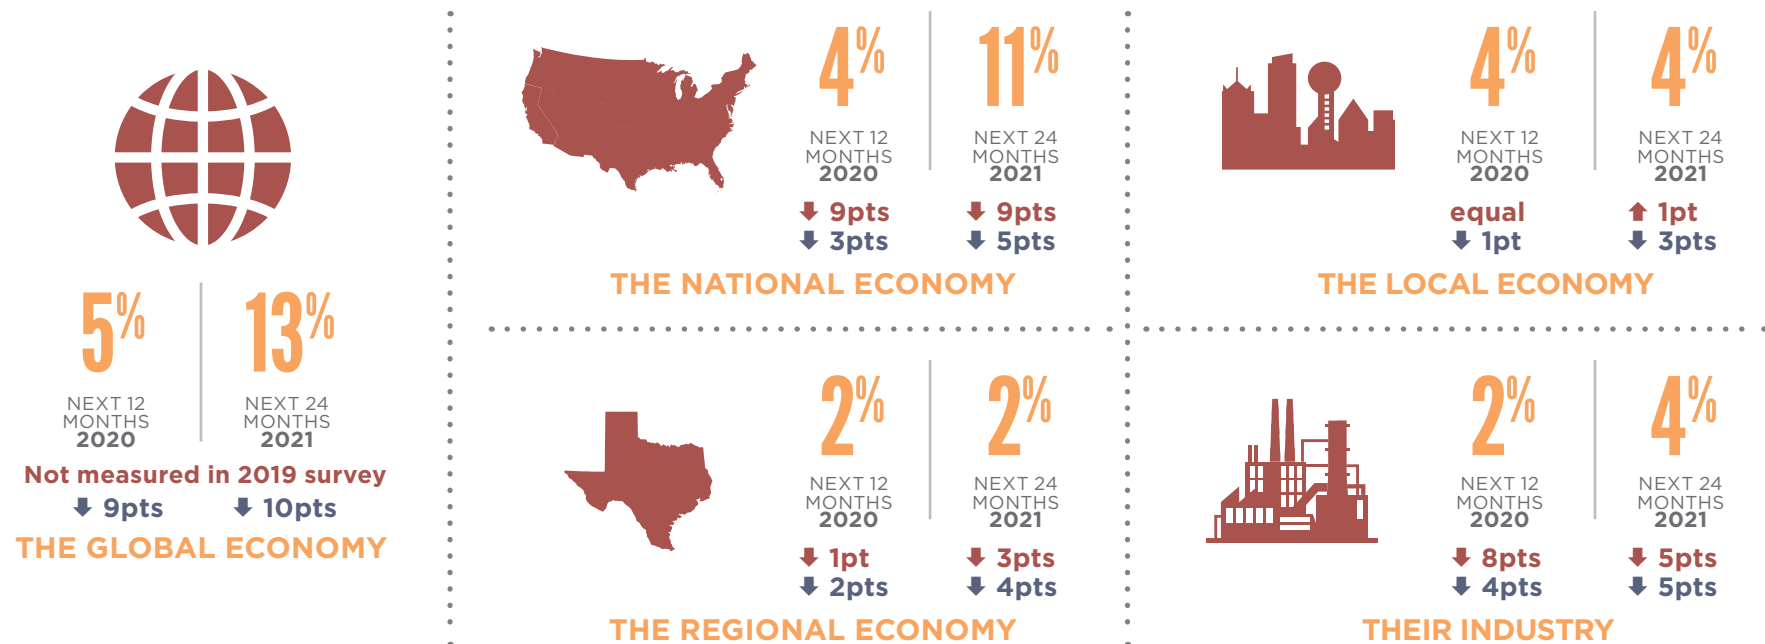 5% 13%
NEXT 12 MONTHS 2020
NEXT 24 MONTHS 2021
Not measured in 2019 survey
9pts 10pts
THE GLOBAL ECONOMY
4% 11%
NEXT 12 MONTHS 2020
NEXT 24 MONTHS 2021
9pts 9pts
3pts 5pts
THE NATIONAL ECONOMY
4% 4%
NEXT 12 MONTHS 2020
NEXT 24 MONTHS 2021
equal 1pt
1pt 3pts
THE LOCAL ECONOMY
2% 2%
NEXT 12 MONTHS 2020
NEXT 24 MONTHS 2021
1pt 3pts
2pts 4pts
THE REGIONAL ECONOMY
2% 4%
NEXT 12 MONTHS 2020
NEXT 24 MONTHS 2021
8pts 5pts
4pts 5pts
THEIR INDUSTRY